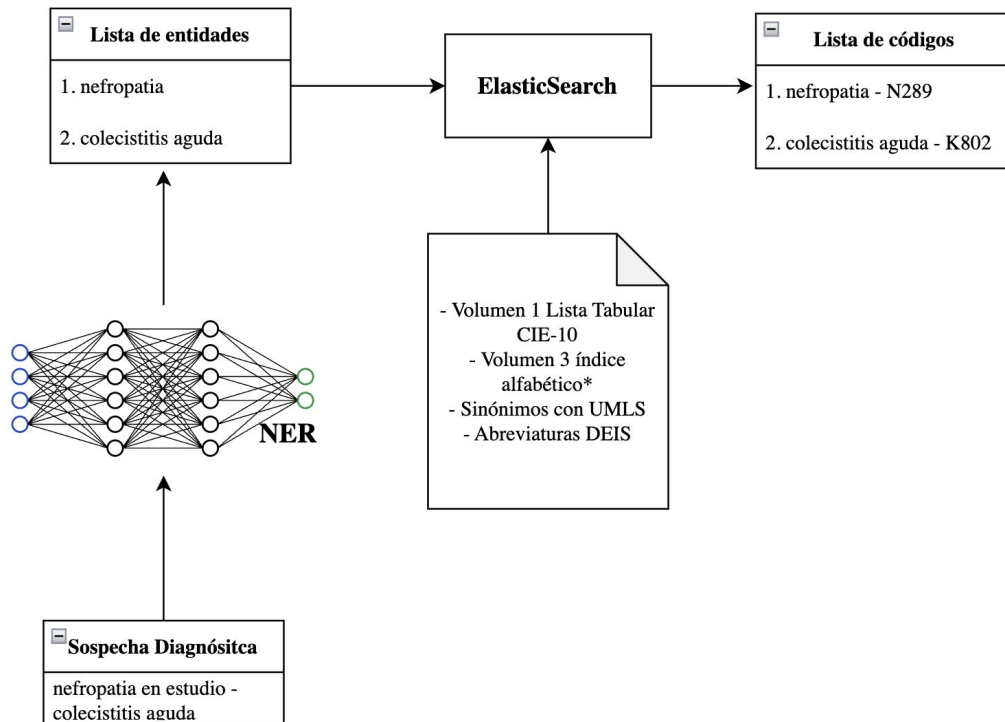 Lista de entidades
1. nefropatia
2. colecistitis aguda
ElasticSearch
Lista de códigos
1. nefropatia - N289
2. colecistitis aguda - K802
- Volumen 1 Lista Tabular
CIE-10
- Volumen 3 índice
alfabético*
- Sinónimos con UMLS
- Abreviaturas DEIS
NER
Sospecha Diagnósitca
nefropatia en estudio -
colecistitis aguda